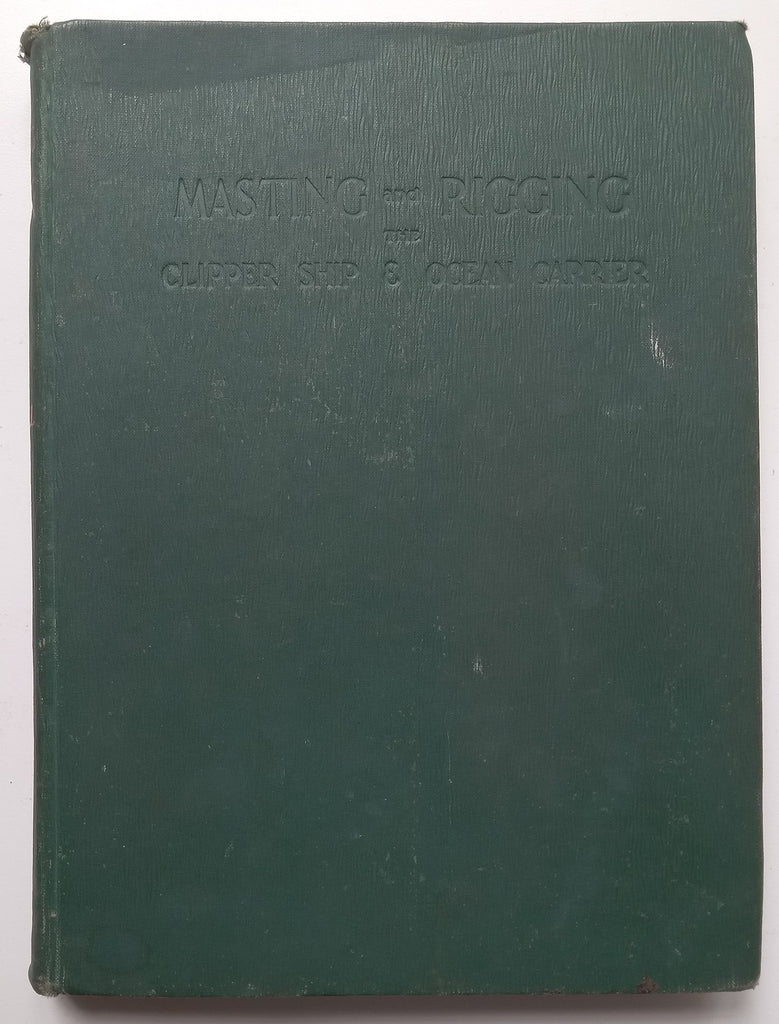 MASTING and RIGGING
THE
CLIPPER SHIP & OCEAN CARRIER